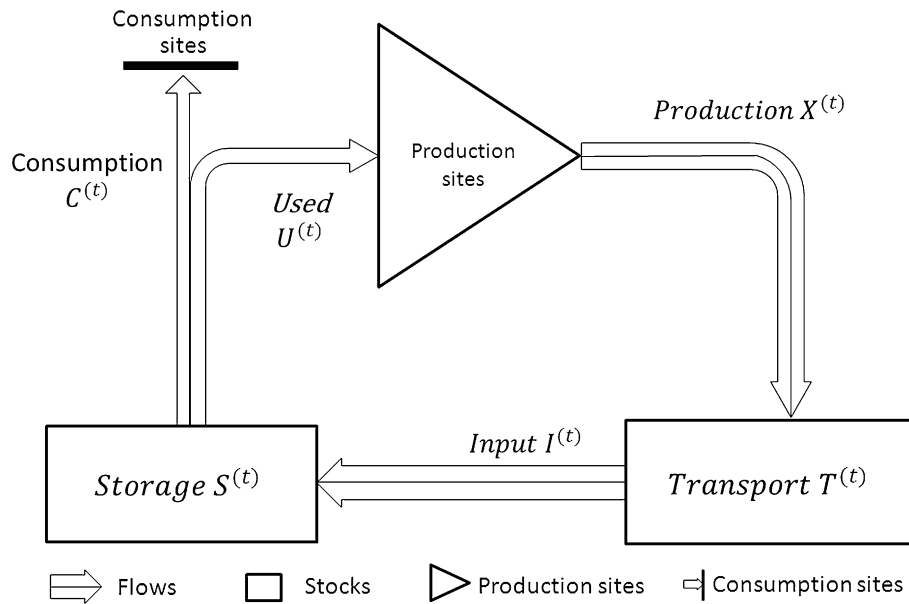 Consumption
sites
Production X^(t)
Consumption
C^(t)
Production
sites
Used
U^(t)
Input I^(t)
Storage S^(t)
Transport T^(t)
Flows
Stocks
Production sites
Consumption sites